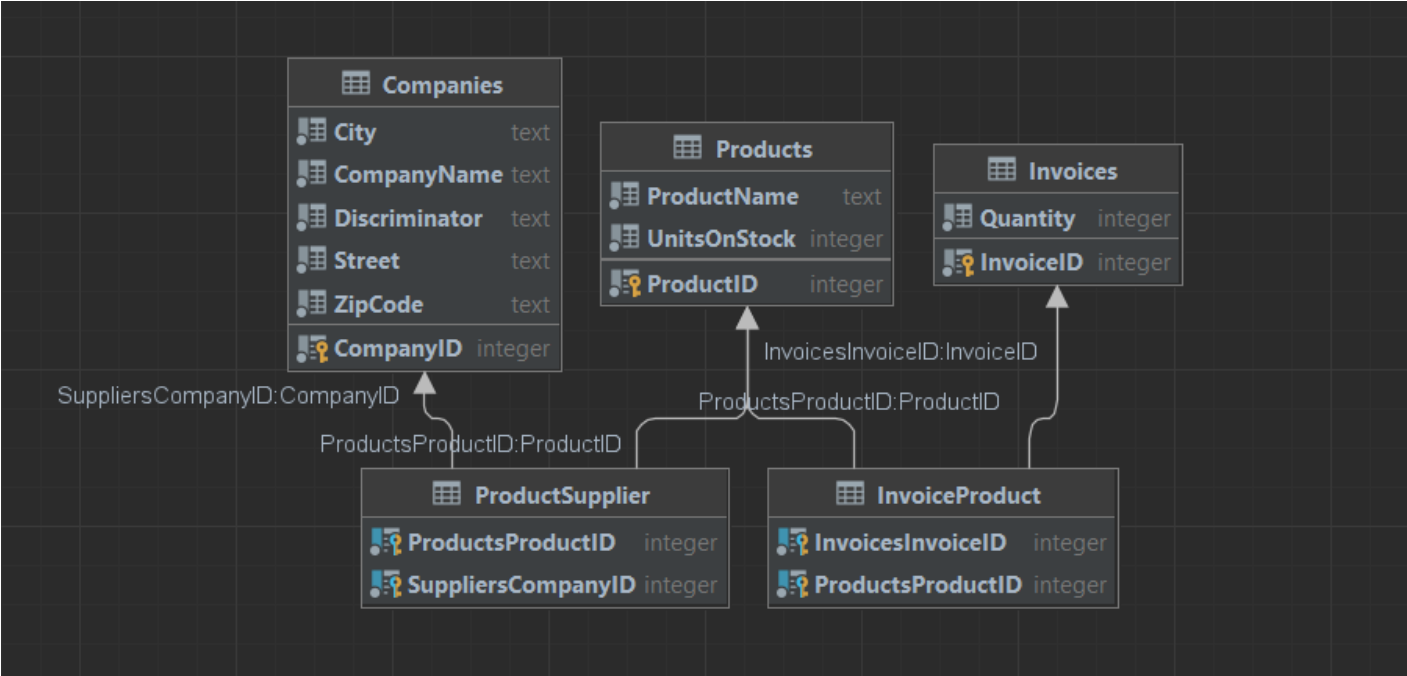 Companies
City text
CompanyName text
Discriminator text
Street text
ZipCode text
CompanyID integer
Products
ProductName text
UnitsOnStock integer
ProductID integer
Invoices
Quantity integer
InvoiceID integer
InvoicesInvoiceID:InvoiceID
SuppliersCompanyID:CompanyID
ProductsProductID:ProductID
ProductsProductID:ProductID
ProductSupplier
ProductsProductID integer
SuppliersCompanyID integer
InvoiceProduct
InvoicesInvoiceID integer
ProductsProductID integer